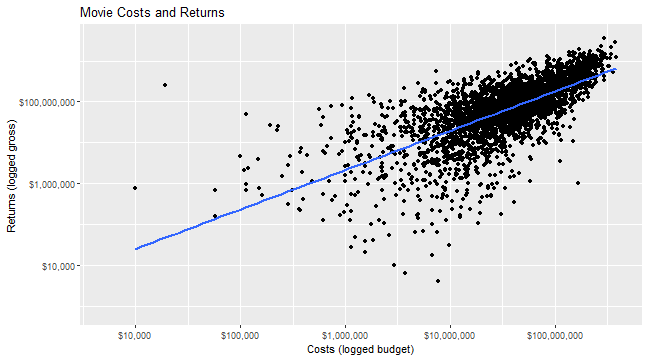 Movie Costs and Returns
Returns (logged gross)
$100,000,000
$1,000,000
$10,000
$10,000 $100,000 $1,000,000 $10,000,000 $100,000,000
Costs (logged budget)